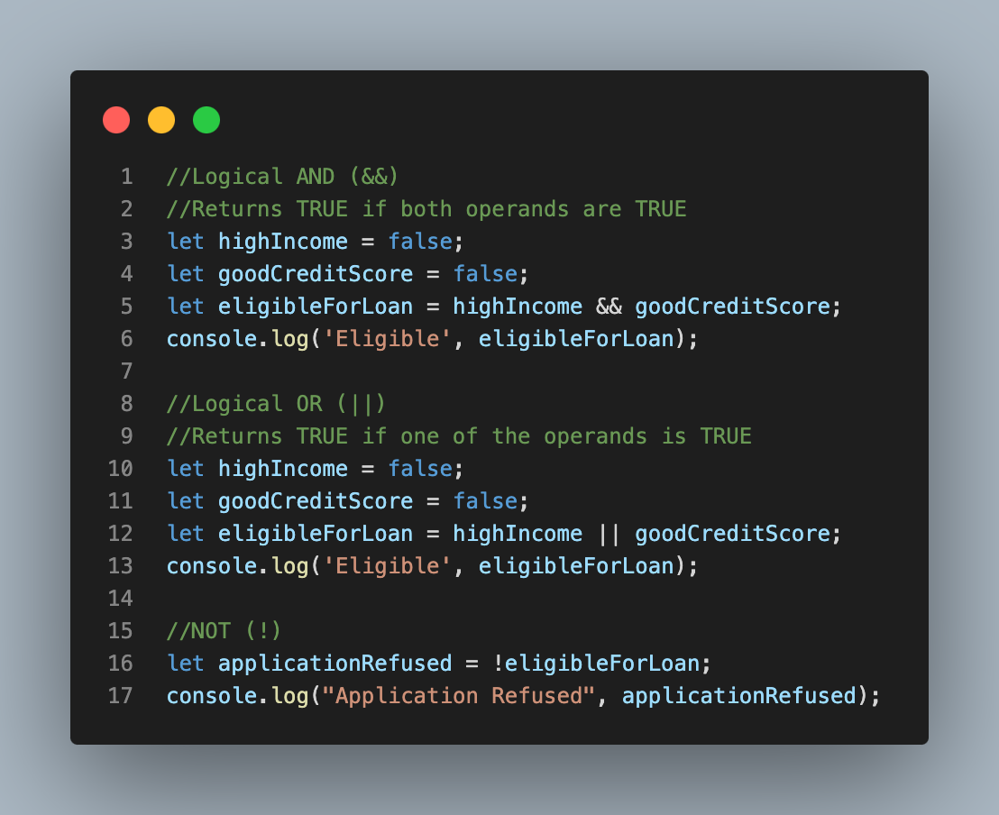 1 //Logical AND (&&)
2 //Returns TRUE if both operands are TRUE
3 let highIncome = false;
4 let goodCreditScore = false;
5 let eligibleForLoan = highIncome && goodCreditScore;
6 console.log('Eligible', eligibleForLoan);
7
8 //Logical OR (||)
9 //Returns TRUE if one of the operands is TRUE
10 let highIncome = false;
11 let goodCreditScore = false;
12 let eligibleForLoan = highIncome || goodCreditScore;
13 console.log('Eligible', eligibleForLoan);
14
15 //NOT (!)
16 let applicationRefused = !eligibleForLoan;
17 console.log("Application Refused", applicationRefused);